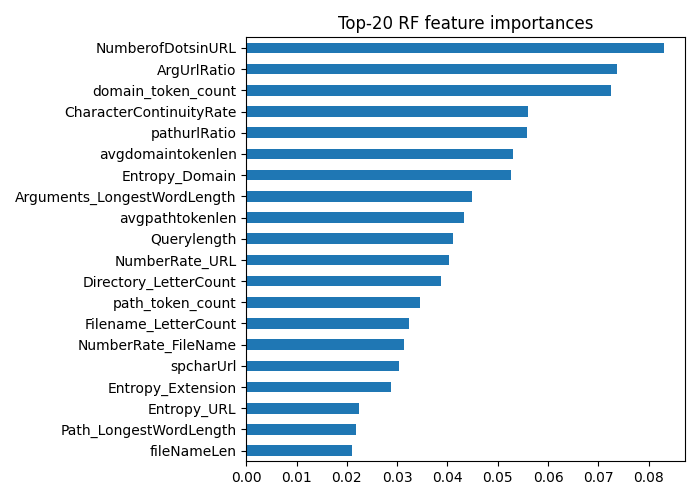 Top-20 RF feature importances
NumberofDotsinURL
ArgUrlRatio
domain_token_count
CharacterContinuityRate
pathurlRatio
avgdomaintokenlen
Entropy_Domain
Arguments_LongestWordLength
avgpathtokenlen
Querylength
NumberRate_URL
Directory_LetterCount
path_token_count
Filename_LetterCount
NumberRate_FileName
spcharUrl
Entropy_Extension
Entropy_URL
Path_LongestWordLength
fileNameLen
0.00 0.01 0.02 0.03 0.04 0.05 0.06 0.07 0.08